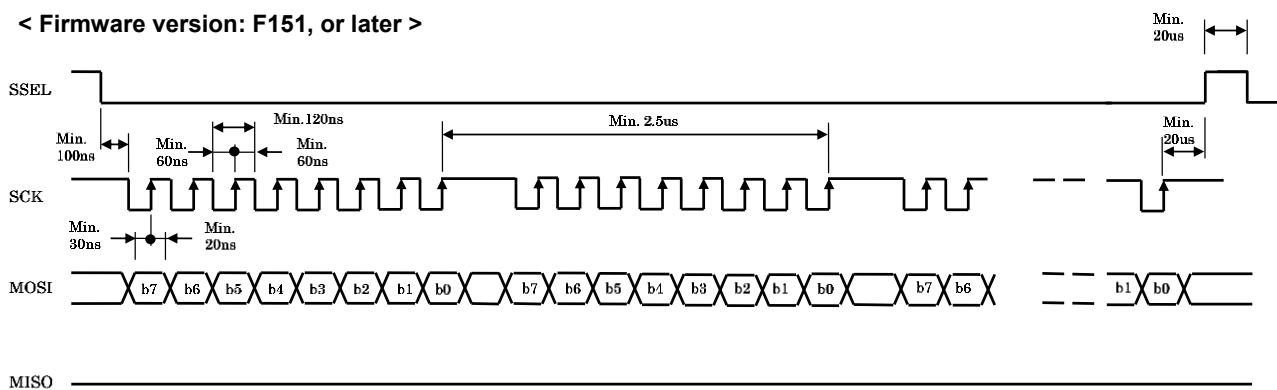 < Firmware version: F151, or later >
Min.
20us
SSEL
Min.
100ns
Min.120ns
Min.
60ns
Min.
60ns
Min. 2.5us
Min.
20us
SCK
Min.
30ns
Min.
20ns
MOSI
b7 b6 b5 b4 b3 b2 b1 b0 b7 b6 b5 b4 b3 b2 b1 b0 b7 b6 b1 b0
MISO